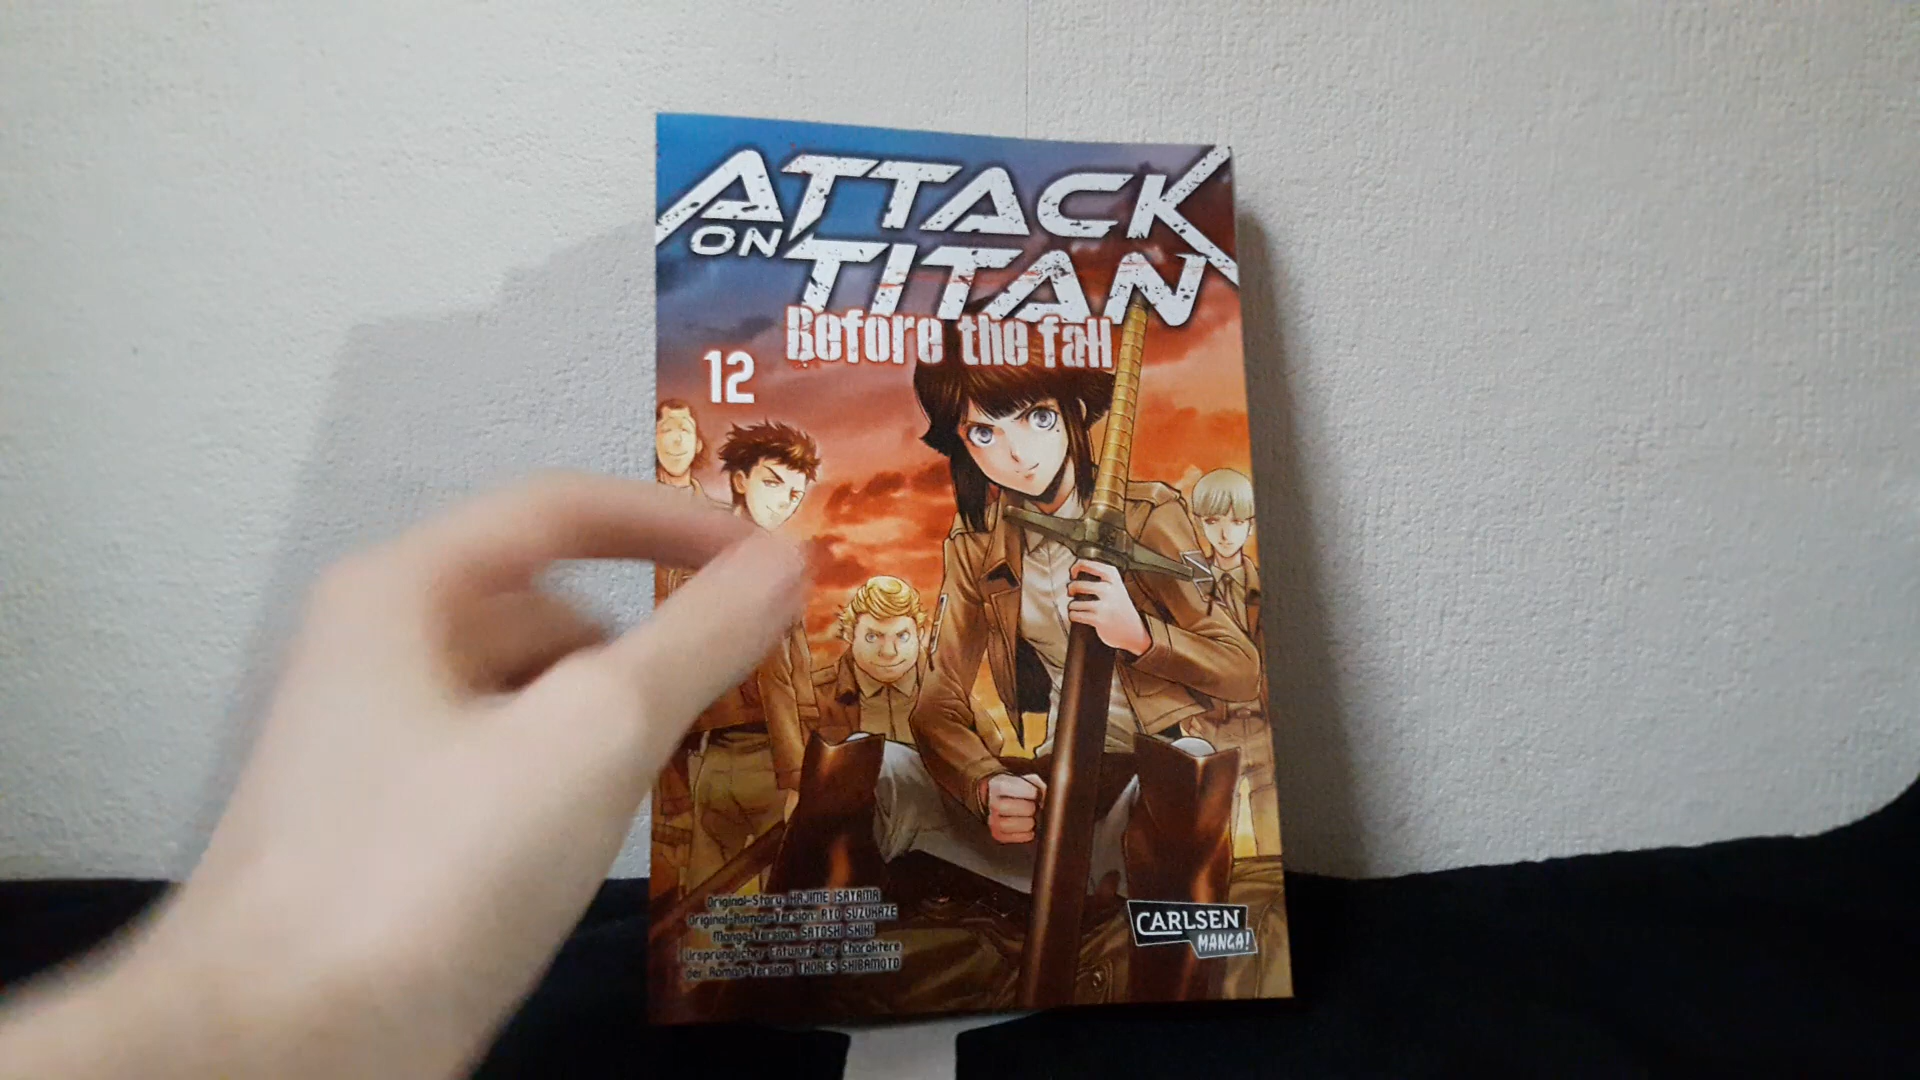 ATTACK
ON TITAN
Before the fall
12
Original-Story: HAJIME ISAYAMA
Original-Roman-Version: RYO SUZUKAZE
Manga-Version: SATOSHI SHIKI
Ursprünglicher Entwurf der Charaktere
der Roman-Version: THORES SHIBAMOTO
CARLSEN
MANGA!